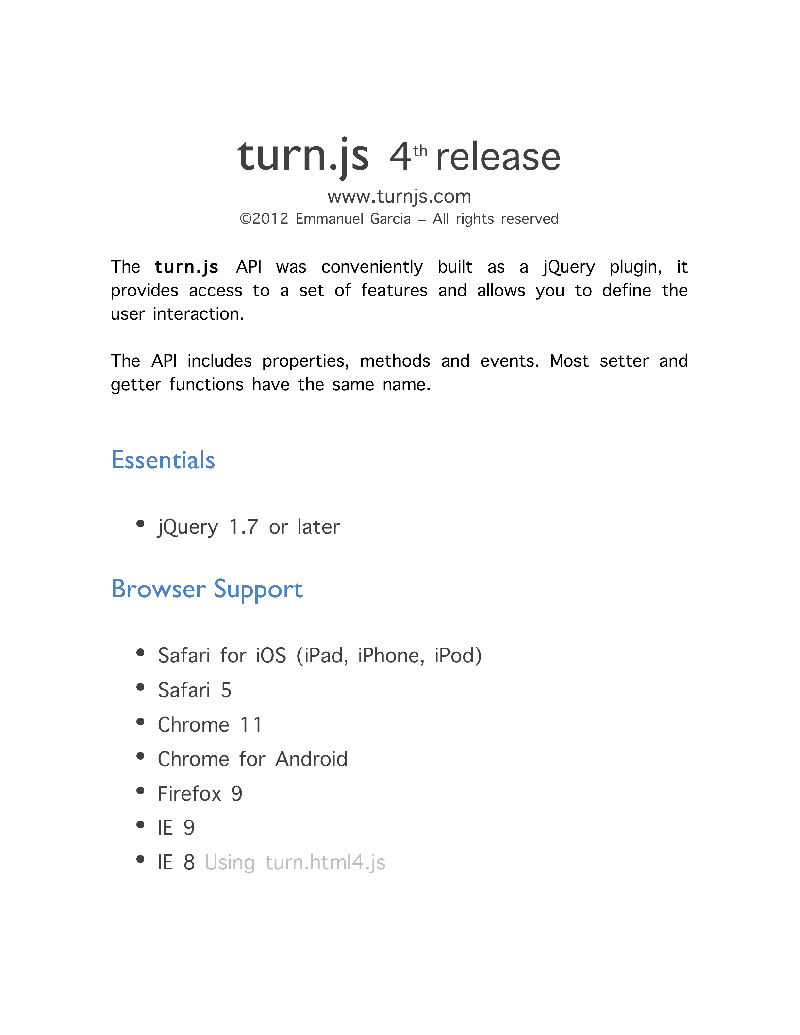 turn.js 4th release
www.turnjs.com
©2012 Emmanuel Garcia – All rights reserved
The turn.js API was conveniently built as a jQuery plugin, it
provides access to a set of features and allows you to define the
user interaction.
The API includes properties, methods and events. Most setter and
getter functions have the same name.
Essentials
• jQuery 1.7 or later
Browser Support
• Safari for iOS (iPad, iPhone, iPod)
• Safari 5
• Chrome 11
• Chrome for Android
• Firefox 9
• IE 9
• IE 8 Using turn.html4.js